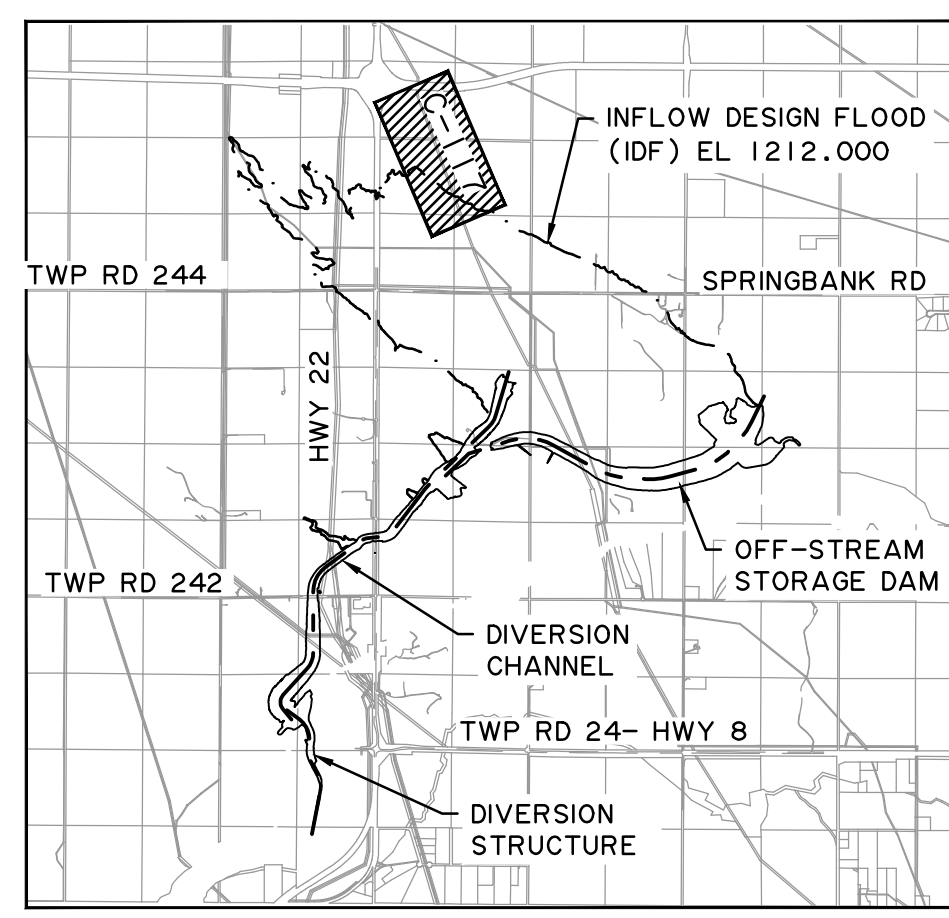 C-117
INFLOW DESIGN FLOOD
(IDF) EL 1212.000
TWP RD 244
SPRINGBANK RD
HWY 22
OFF-STREAM
STORAGE DAM
TWP RD 242
DIVERSION
CHANNEL
TWP RD 24- HWY 8
DIVERSION
STRUCTURE